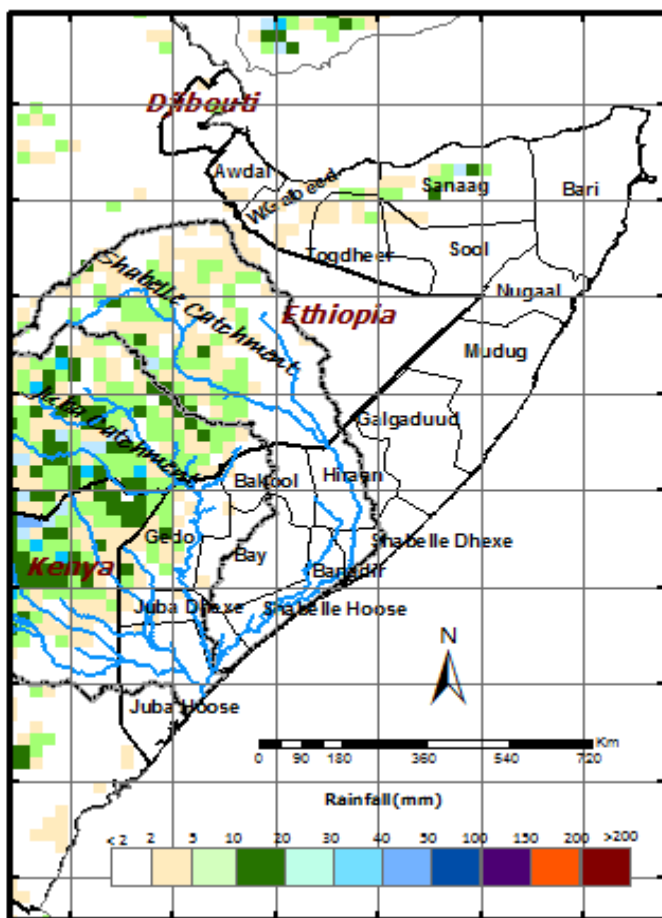 Djibouti
Awdal
WGalbeed
Sanaag
Bari
Togdheer
Sool
Shabelle Catchment
Ethiopia
Nugaal
Mudug
Juba Catchment
Galgaduud
Bakool
Hiraan
Gedo
Bay
Shabelle Dhexe
Kenya
Banadir
Juba Dhexe
Shabelle Hoose
N
Juba Hoose
Km
0 90 180 360 540 720
Rainfall(mm)
< 2 2 5 10 20 30 40 50 100 150 200 >200